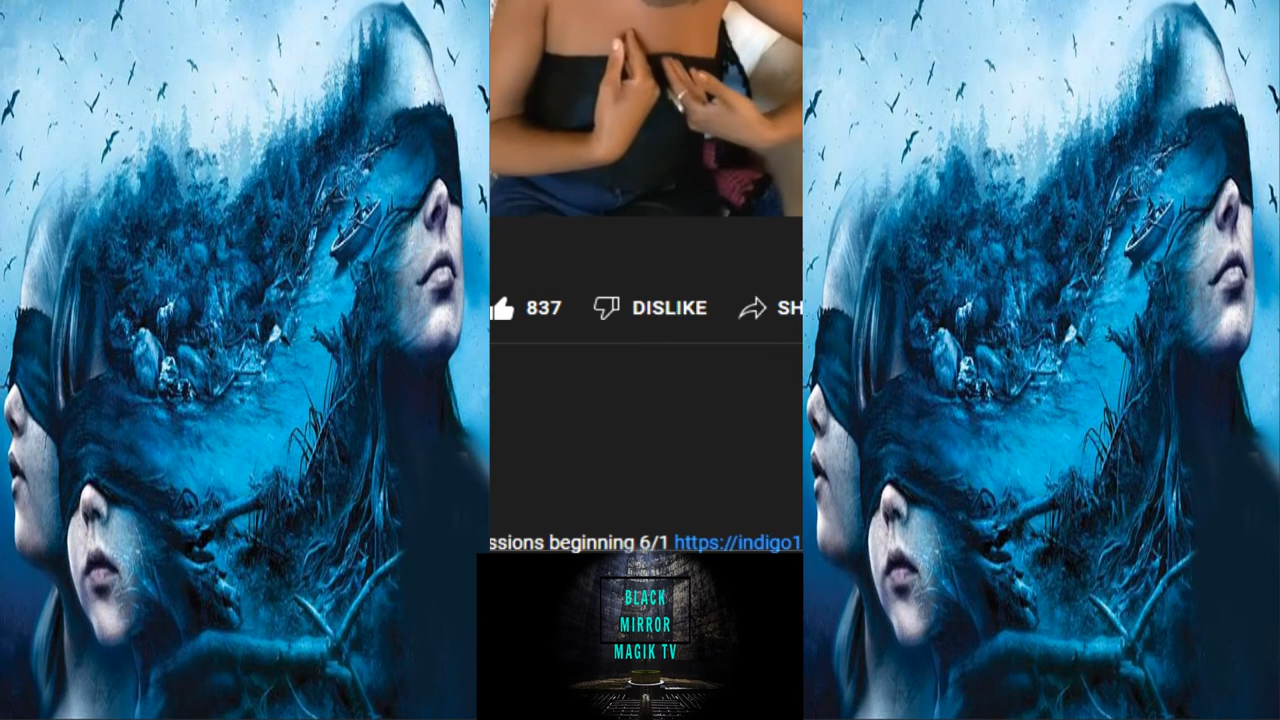 837 DISLIKE SH
ssions beginning 6/1 https://indigo1
BLACK
MIRROR
MAGIK TV